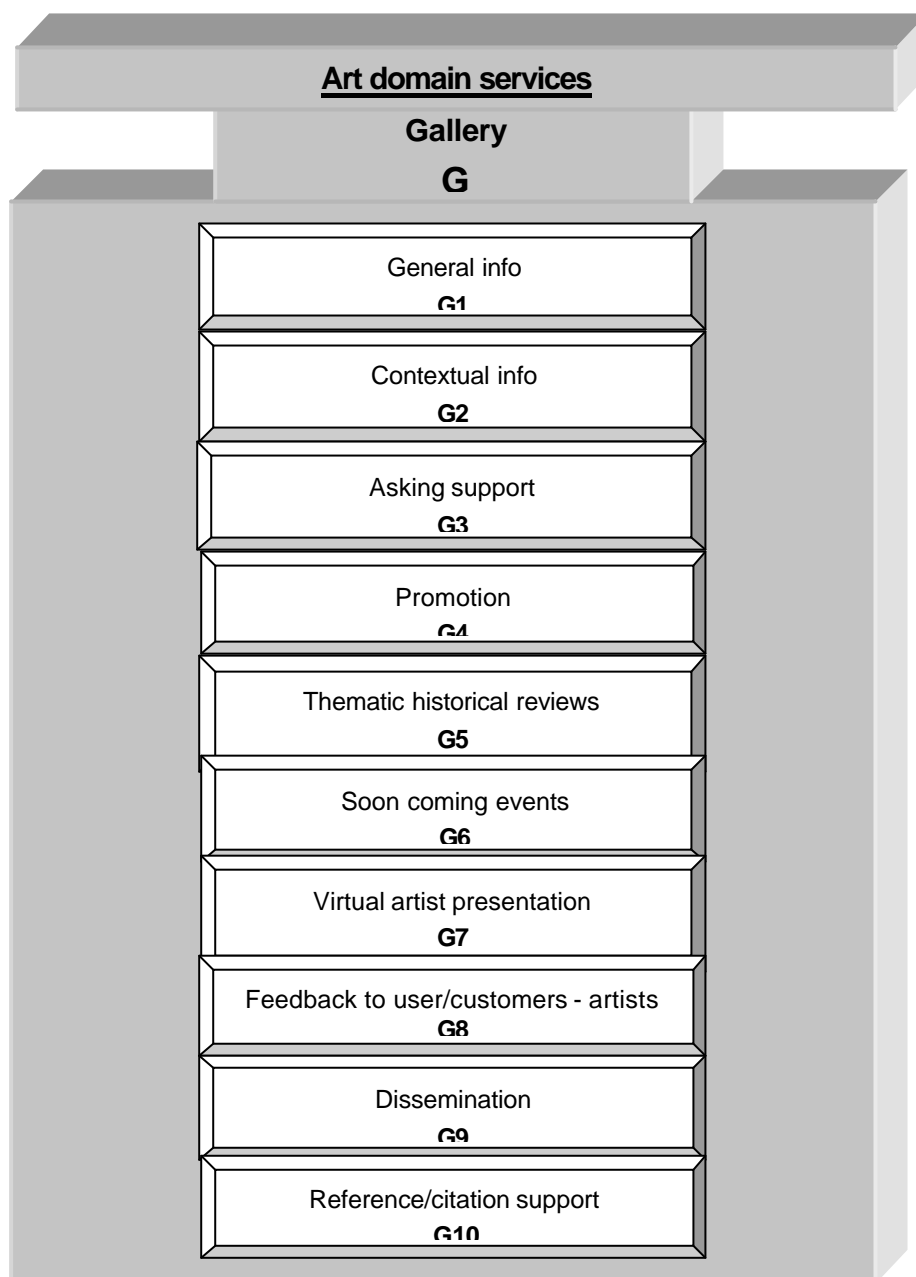 Art domain services
Gallery
G
General info
G1
Contextual info
G2
Asking support
G3
Promotion
G4
Thematic historical reviews
G5
Soon coming events
G6
Virtual artist presentation
G7
Feedback to user/customers - artists
G8
Dissemination
G9
Reference/citation support
G10